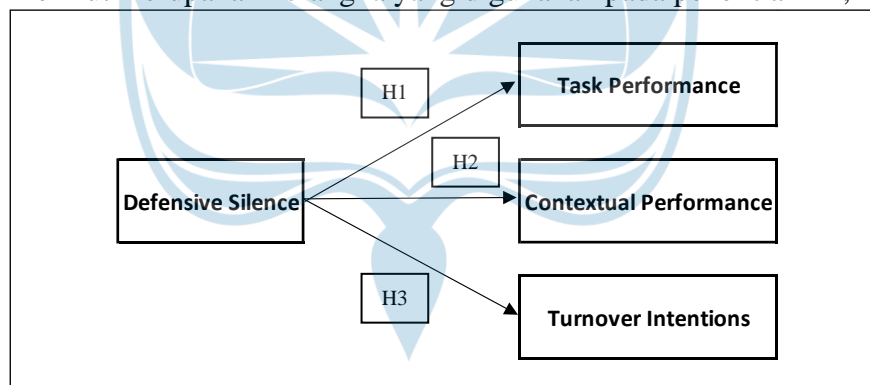 H1
Task Performance
H2
Defensive Silence
Contextual Performance
H3
Turnover Intentions